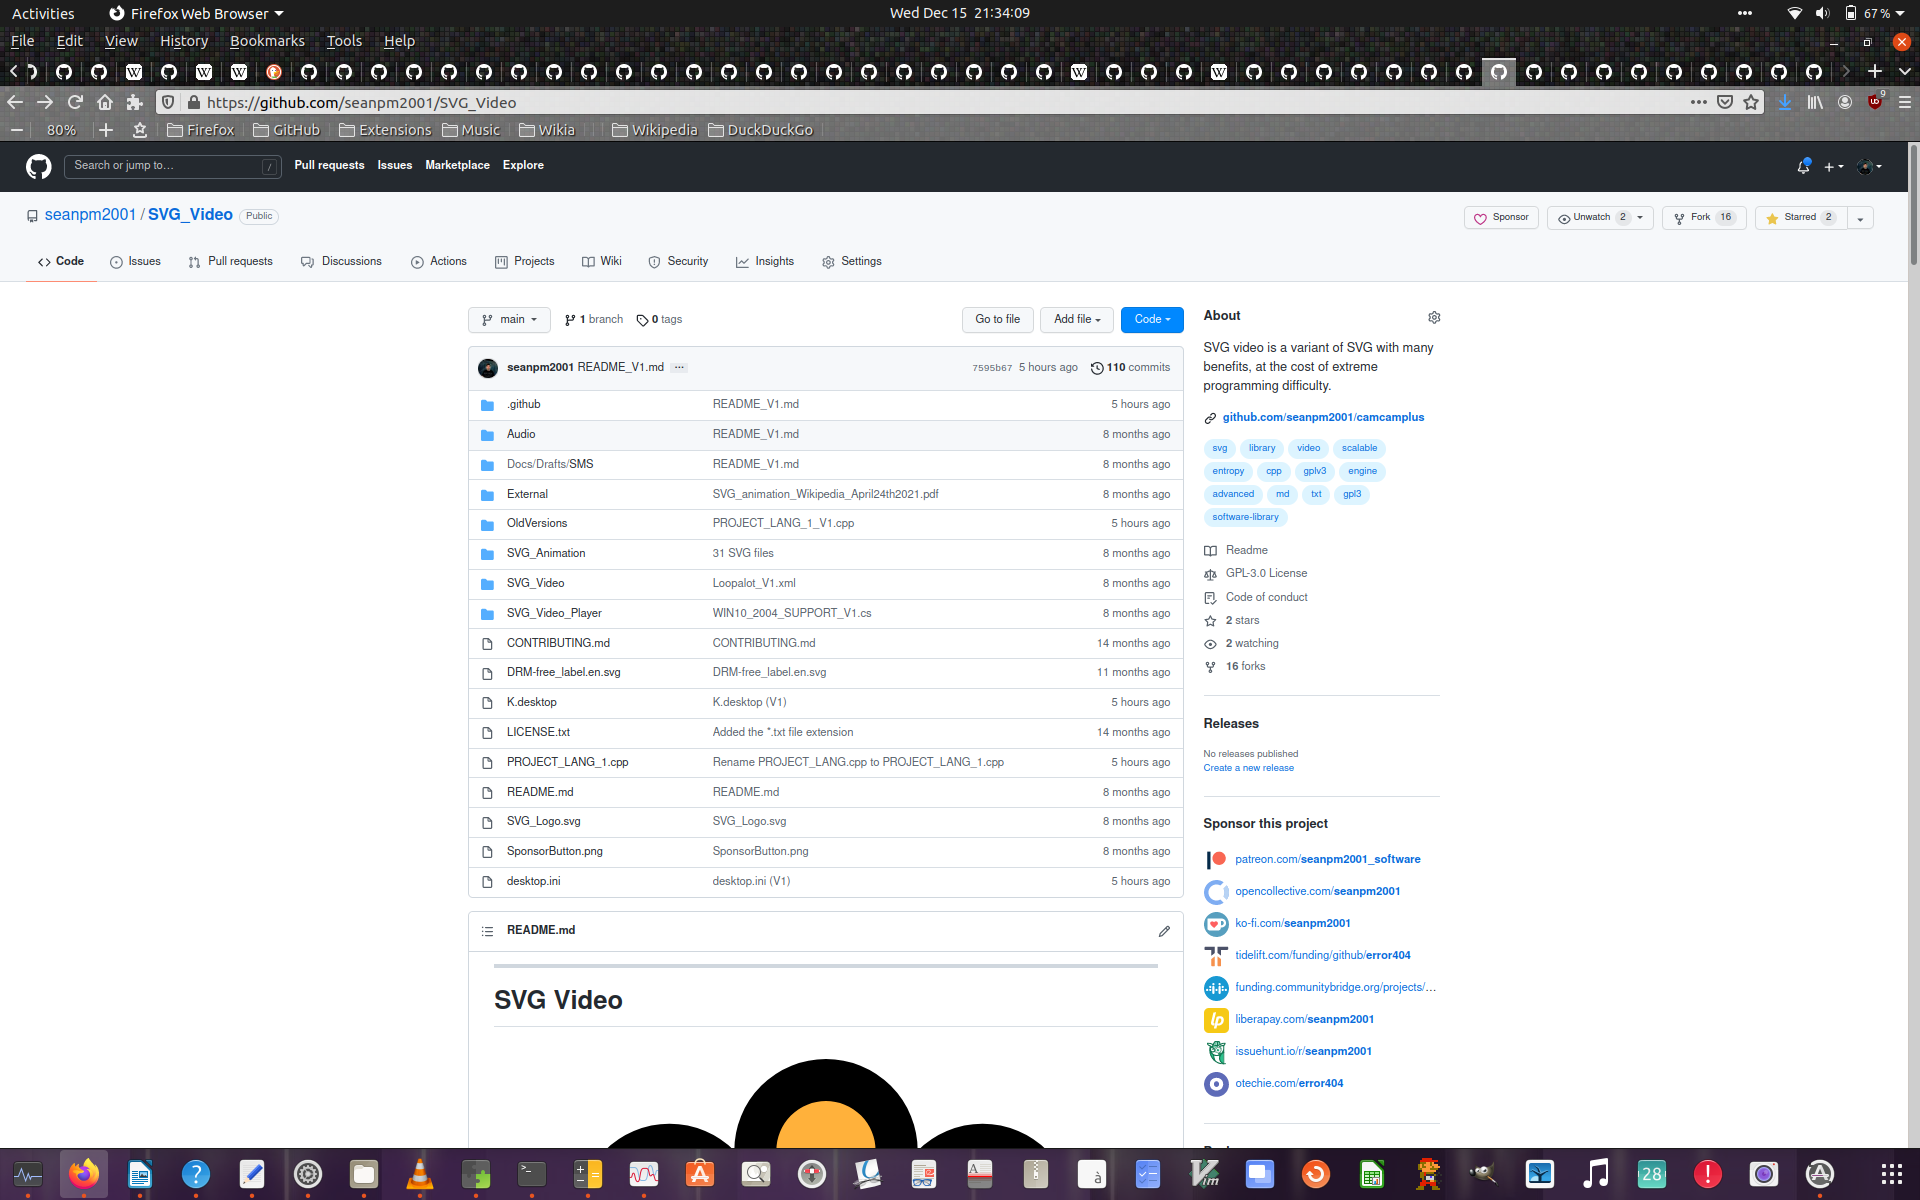 Activities
Firefox Web Browser
Wed Dec 15 21:34:09
67 %
File Edit View History Bookmarks Tools Help
https://github.com/seanpm2001/SVG_Video
9
80%
Firefox GitHub Extensions Music Wikia Wikipedia DuckDuckGo
Search or jump to… /
Pull requests Issues Marketplace Explore
seanpm2001 / SVG_Video Public
Sponsor Unwatch 2 Fork 16 Starred 2
Code Issues Pull requests Discussions Actions Projects Wiki Security Insights Settings
main 1 branch 0 tags Go to file Add file Code
seanpm2001 README_V1.md ... 7595b67 5 hours ago 110 commits
.github README_V1.md 5 hours ago
Audio README_V1.md 8 months ago
Docs/Drafts/SMS README_V1.md 8 months ago
External SVG_animation_Wikipedia_April24th2021.pdf 8 months ago
OldVersions PROJECT_LANG_1_V1.cpp 5 hours ago
SVG_Animation 31 SVG files 8 months ago
SVG_Video Loopalot_V1.xml 8 months ago
SVG_Video_Player WIN10_2004_SUPPORT_V1.cs 8 months ago
CONTRIBUTING.md CONTRIBUTING.md 14 months ago
DRM-free_label.en.svg DRM-free_label.en.svg 11 months ago
K.desktop K.desktop (V1) 5 hours ago
LICENSE.txt Added the *.txt file extension 14 months ago
PROJECT_LANG_1.cpp Rename PROJECT_LANG.cpp to PROJECT_LANG_1.cpp 5 hours ago
README.md README.md 8 months ago
SVG_Logo.svg SVG_Logo.svg 8 months ago
SponsorButton.png SponsorButton.png 8 months ago
desktop.ini desktop.ini (V1) 5 hours ago
README.md
SVG Video
About
SVG video is a variant of SVG with many
benefits, at the cost of extreme
programming difficulty.
github.com/seanpm2001/camcamplus
svg library video scalable
entropy cpp gplv3 engine
advanced md txt gpl3
software-library
Readme
GPL-3.0 License
Code of conduct
2 stars
2 watching
16 forks
Releases
No releases published
Create a new release
Sponsor this project
patreon.com/seanpm2001_software
opencollective.com/seanpm2001
ko-fi.com/seanpm2001
tidelift.com/funding/github/error404
funding.communitybridge.org/projects/…
liberapay.com/seanpm2001
issuehunt.io/r/seanpm2001
otechie.com/error404
28